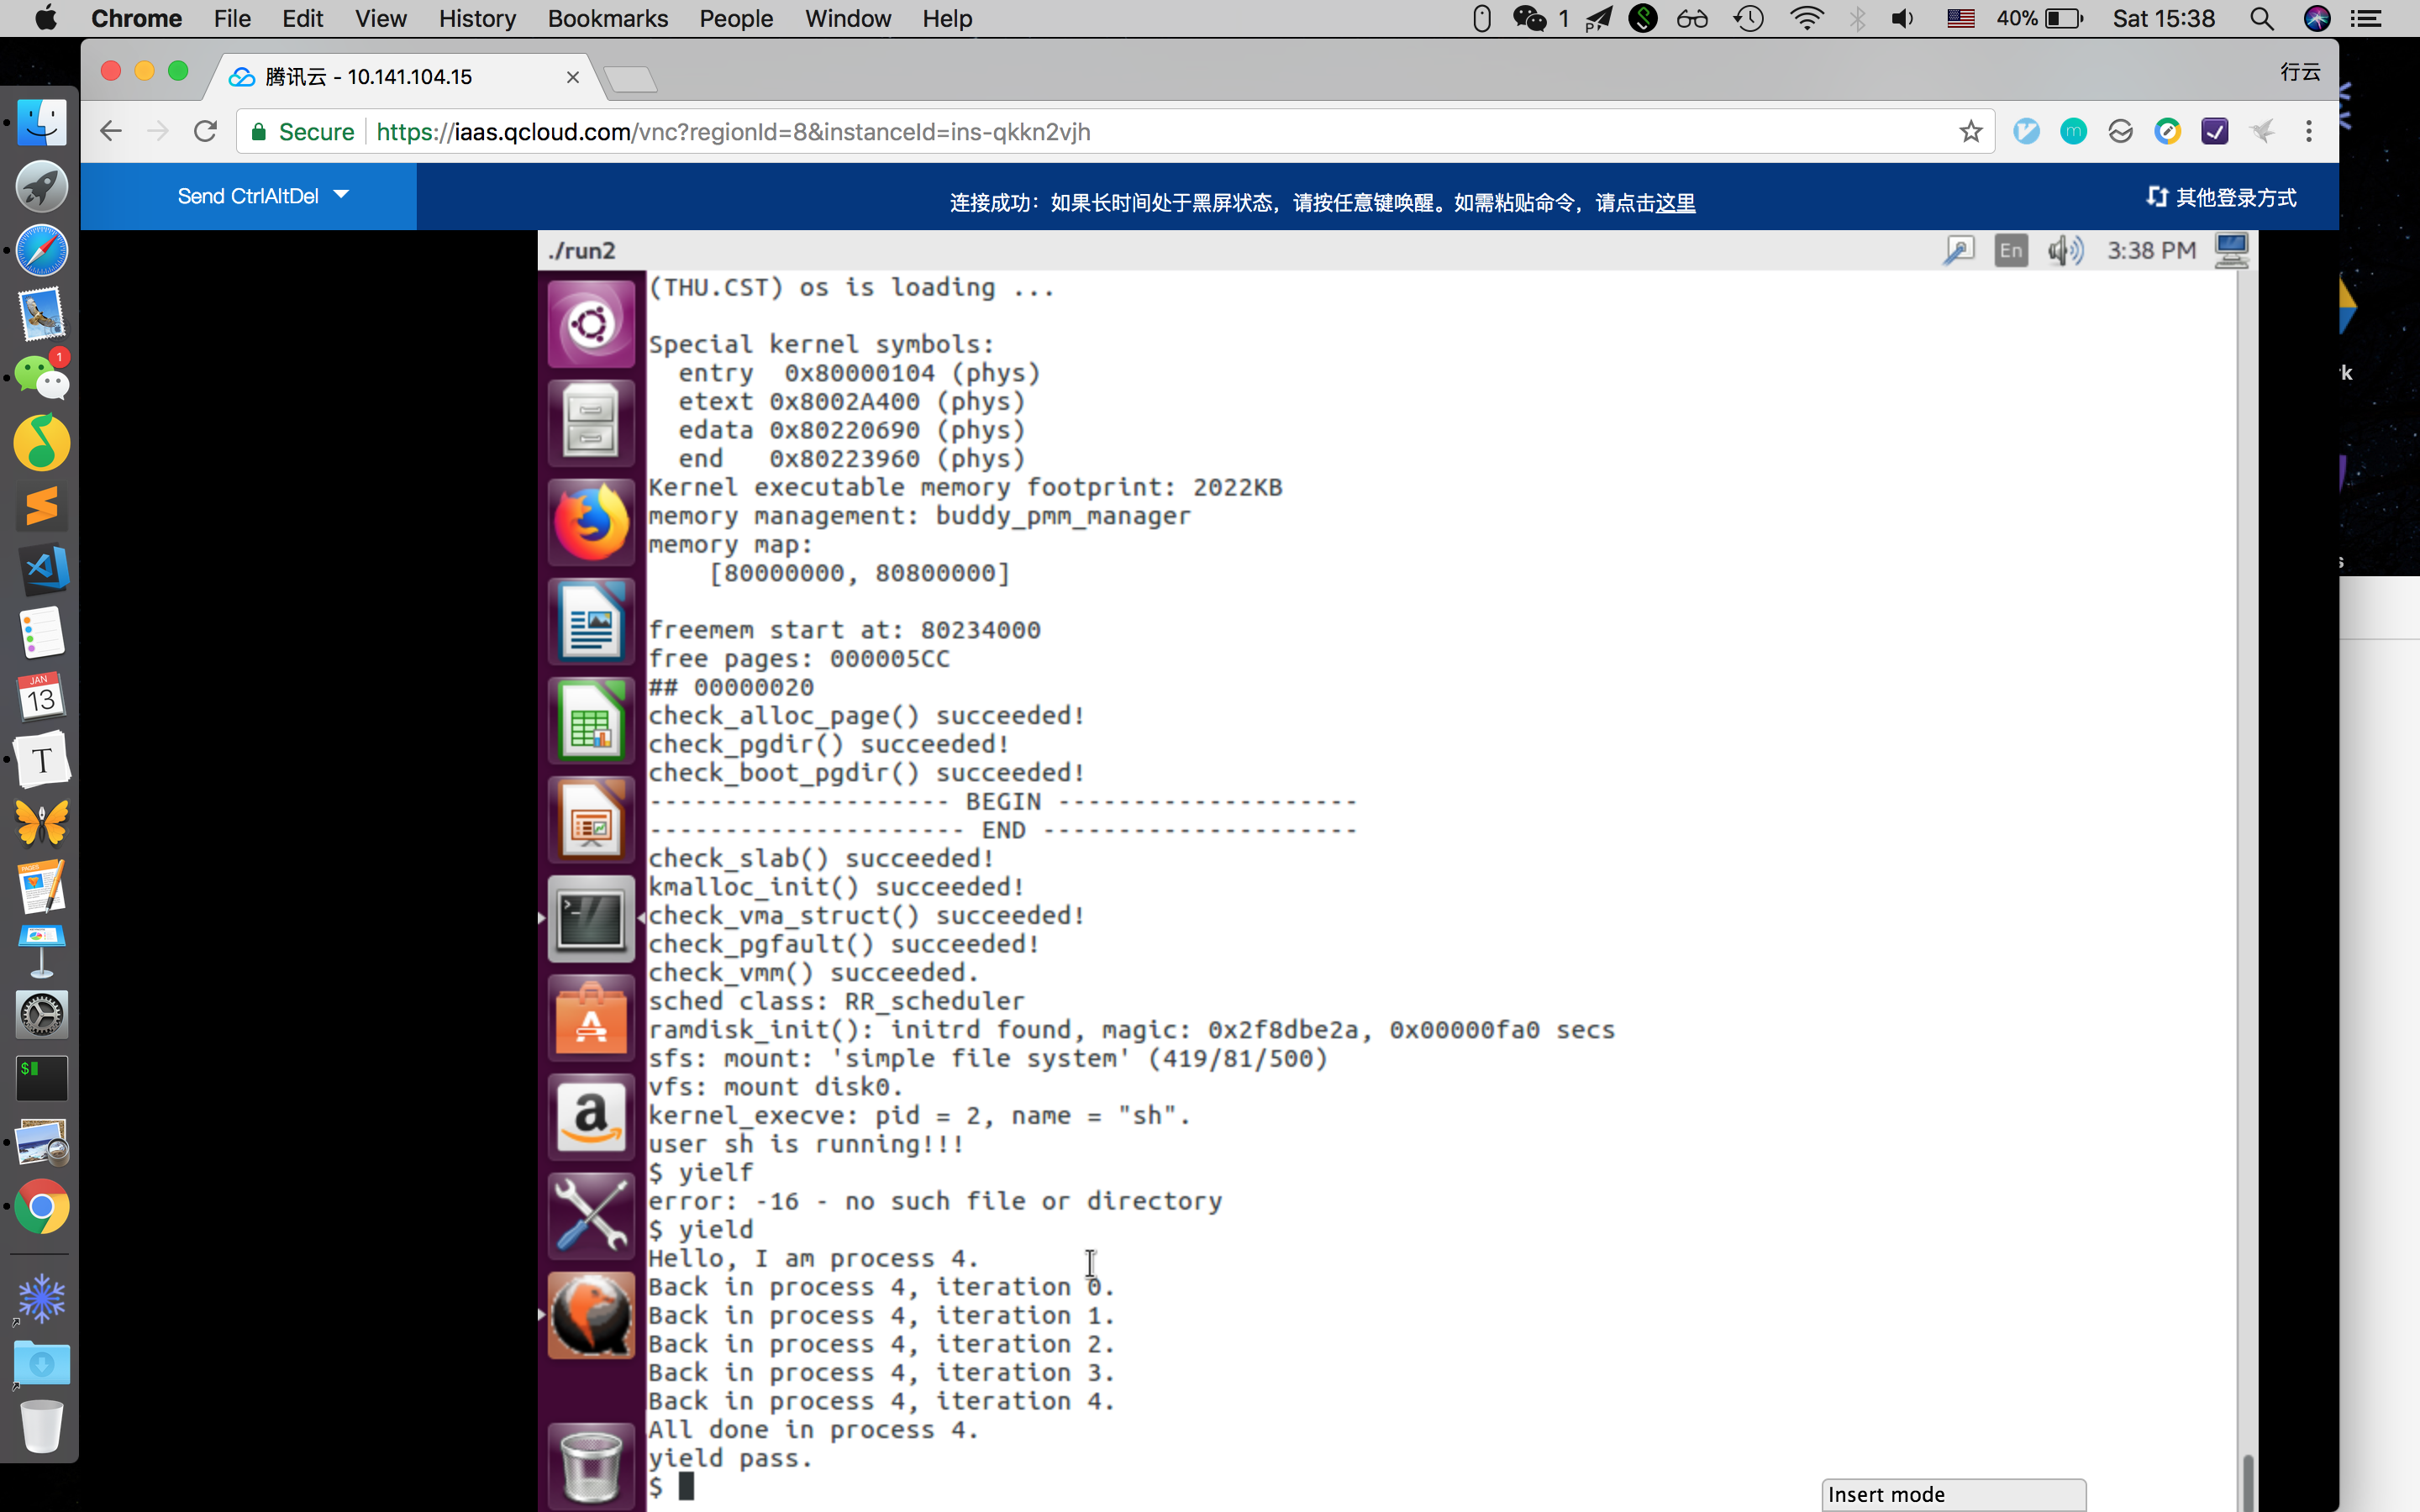 Chrome File Edit View History Bookmarks People Window Help 1 40% Sat 15:38
腾讯云 - 10.141.104.15 行云
Secure https://iaas.qcloud.com/vnc?regionId=8&instanceId=ins-qkkn2vjh
Send CtrlAltDel 连接成功：如果长时间处于黑屏状态，请按任意键唤醒。如需粘贴命令，请点击这里 其他登录方式
./run2 En 3:38 PM
(THU.CST) os is loading ...
Special kernel symbols:
entry 0x80000104 (phys)
etext 0x8002A400 (phys)
edata 0x80220690 (phys)
end 0x80223960 (phys)
Kernel executable memory footprint: 2022KB
memory management: buddy_pmm_manager
memory map:
[80000000, 80800000]
freemem start at: 80234000
free pages: 000005CC
## 00000020
check_alloc_page() succeeded!
check_pgdir() succeeded!
check_boot_pgdir() succeeded!
-------------------- BEGIN --------------------
--------------------- END ---------------------
check_slab() succeeded!
kmalloc_init() succeeded!
check_vma_struct() succeeded!
check_pgfault() succeeded!
check_vmm() succeeded.
sched class: RR_scheduler
ramdisk_init(): initrd found, magic: 0x2f8dbe2a, 0x00000fa0 secs
sfs: mount: 'simple file system' (419/81/500)
vfs: mount disk0.
kernel_execve: pid = 2, name = "sh".
user sh is running!!!
$ yielf
error: -16 - no such file or directory
$ yield
Hello, I am process 4.
Back in process 4, iteration 0.
Back in process 4, iteration 1.
Back in process 4, iteration 2.
Back in process 4, iteration 3.
Back in process 4, iteration 4.
All done in process 4.
yield pass.
$
Insert mode
1
JAN
13
T
PAGES
$
a
rk
s